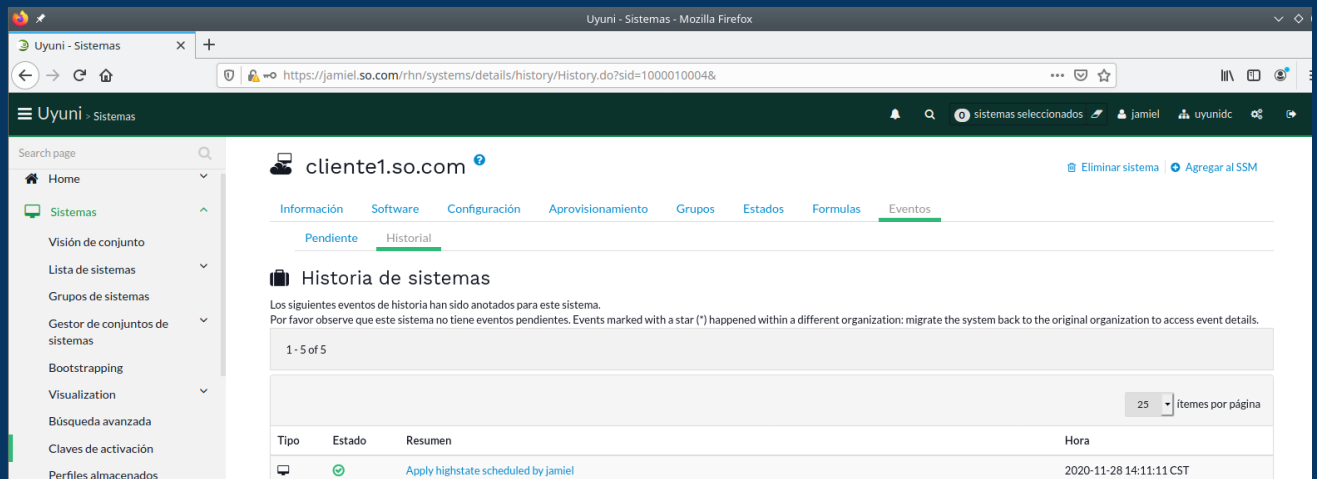 Uyuni - Sistemas - Mozilla Firefox
Uyuni - Sistemas
https://jamiel.so.com/rhn/systems/details/history/History.do?sid=1000010004&
Uyuni > Sistemas
0 sistemas seleccionados
jamiel
uyunidc
Search page
Home
Sistemas
Visión de conjunto
Lista de sistemas
Grupos de sistemas
Gestor de conjuntos de
sistemas
Bootstrapping
Visualization
Búsqueda avanzada
Claves de activación
Perfiles almacenados
cliente1.so.com
Eliminar sistema | Agregar al SSM
Información Software Configuración Aprovisionamiento Grupos Estados Formulas Eventos
Pendiente Historial
Historia de sistemas
Los siguientes eventos de historia han sido anotados para este sistema.
Por favor observe que este sistema no tiene eventos pendientes. Events marked with a star (*) happened within a different organization: migrate the system back to the original organization to access event details.
1 - 5 of 5
25 ítemes por página
Tipo Estado Resumen Hora
Apply highstate scheduled by jamiel 2020-11-28 14:11:11 CST